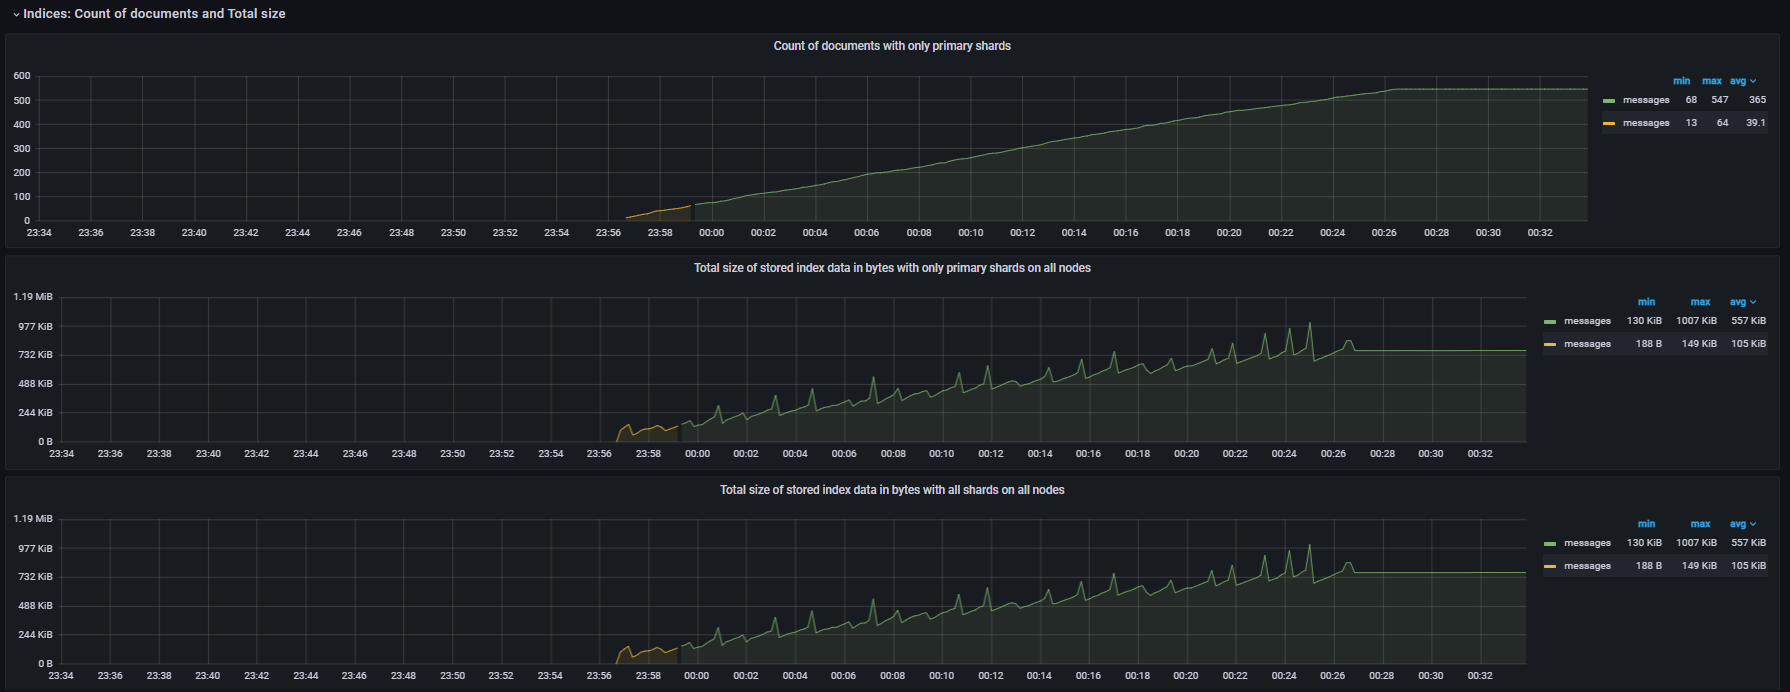 Indices: Count of documents and Total size
Count of documents with only primary shards
600
500
400
300
200
100
0
23:34 23:36 23:38 23:40 23:42 23:44 23:46 23:48 23:50 23:52 23:54 23:56 23:58 00:00 00:02 00:04 00:06 00:08 00:10 00:12 00:14 00:16 00:18 00:20 00:22 00:24 00:26 00:28 00:30 00:32
min max avg
messages 68 547 365
messages 13 64 39.1
Total size of stored index data in bytes with only primary shards on all nodes
1.19 MiB
977 KiB
732 KiB
488 KiB
244 KiB
0 B
23:34 23:36 23:38 23:40 23:42 23:44 23:46 23:48 23:50 23:52 23:54 23:56 23:58 00:00 00:02 00:04 00:06 00:08 00:10 00:12 00:14 00:16 00:18 00:20 00:22 00:24 00:26 00:28 00:30 00:32
min max avg
messages 130 KiB 1007 KiB 557 KiB
messages 188 B 149 KiB 105 KiB
Total size of stored index data in bytes with all shards on all nodes
1.19 MiB
977 KiB
732 KiB
488 KiB
244 KiB
0 B
23:34 23:36 23:38 23:40 23:42 23:44 23:46 23:48 23:50 23:52 23:54 23:56 23:58 00:00 00:02 00:04 00:06 00:08 00:10 00:12 00:14 00:16 00:18 00:20 00:22 00:24 00:26 00:28 00:30 00:32
min max avg
messages 130 KiB 1007 KiB 557 KiB
messages 188 B 149 KiB 105 KiB